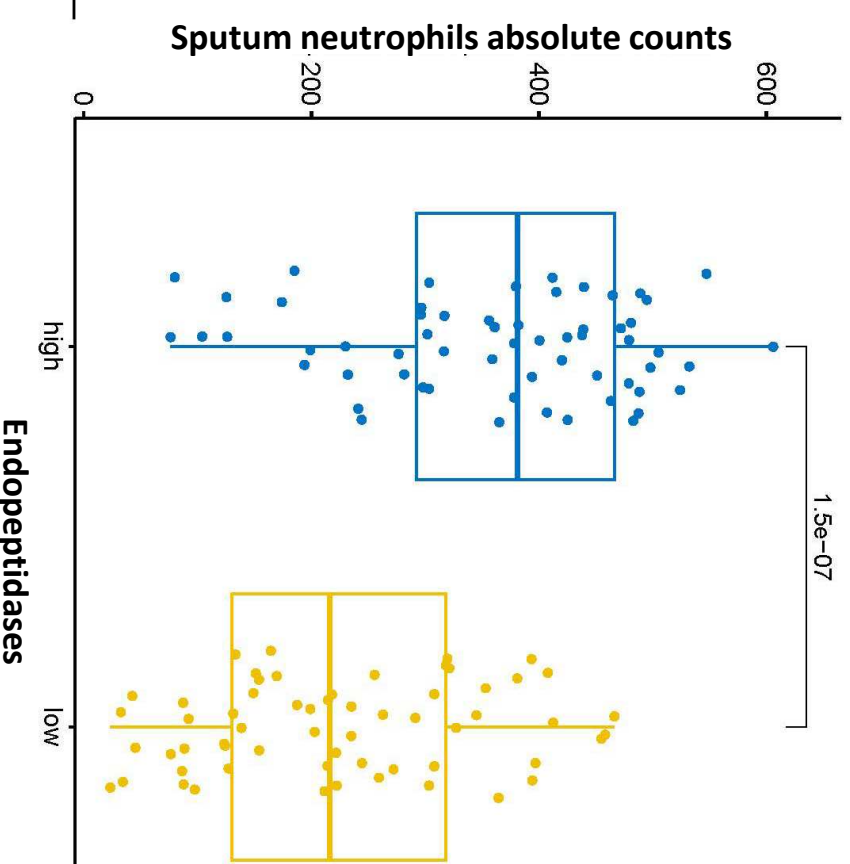 Sputum neutrophils absolute counts
0
200
400
600
high
low
Endopeptidases
1.5e−07